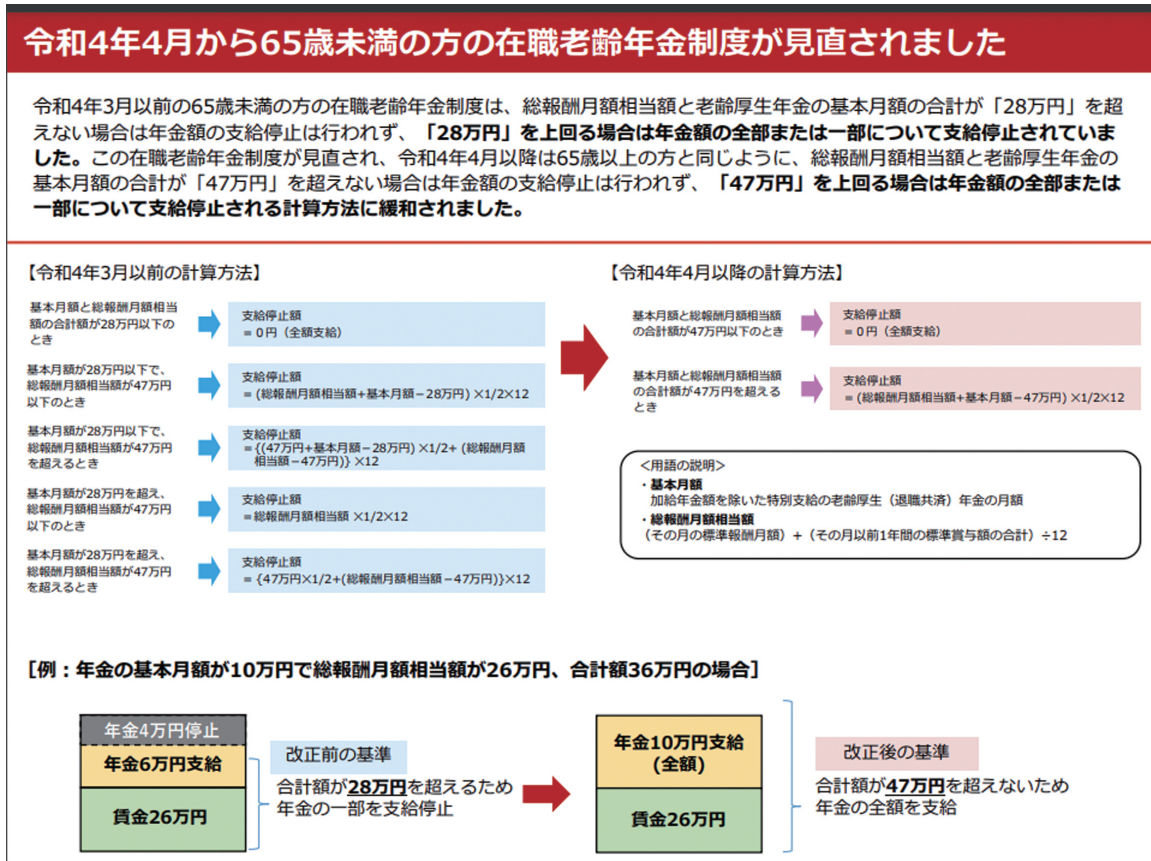 令和4年4月から65歳未満の方の在職老齢年金制度が見直されました
令和4年3月以前の65歳未満の方の在職老齢年金制度は、総報酬月額相当額と老齢厚生年金の基本月額の合計が「28万円」を超
えない場合は年金額の支給停止は行われず、「28万円」を上回る場合は年金額の全部または一部について支給停止されていま
した。この在職老齢年金制度が見直され、令和4年4月以降は65歳以上の方と同じように、総報酬月額相当額と老齢厚生年金の
基本月額の合計が「47万円」を超えない場合は年金額の支給停止は行われず、「47万円」を上回る場合は年金額の全部または
一部について支給停止される計算方法に緩和されました。
【令和4年3月以前の計算方法】
基本月額と総報酬月額相当
額の合計額が28万円以下の
とき
支給停止額
＝０円（全額支給）
基本月額が28万円以下で、
総報酬月額相当額が47万円
以下のとき
支給停止額
＝(総報酬月額相当額+基本月額－28万円) ×1/2×12
基本月額が28万円以下で、
総報酬月額相当額が47万円
を超えるとき
支給停止額
＝{(47万円+基本月額－28万円) ×1/2+ (総報酬月額
相当額－47万円)} ×12
基本月額が28万円を超え、
総報酬月額相当額が47万円
以下のとき
支給停止額
＝総報酬月額相当額 ×1/2×12
基本月額が28万円を超え、
総報酬月額相当額が47万円
を超えるとき
支給停止額
＝ {47万円×1/2+(総報酬月額相当額－47万円)}×12
【令和4年4月以降の計算方法】
基本月額と総報酬月額相当額
の合計額が47万円以下のとき
支給停止額
＝０円（全額支給）
基本月額と総報酬月額相当額
の合計額が47万円を超える
とき
支給停止額
＝(総報酬月額相当額+基本月額－47万円) ×1/2×12
＜用語の説明＞
・基本月額
加給年金額を除いた特別支給の老齢厚生（退職共済）年金の月額
・総報酬月額相当額
（その月の標準報酬月額）+（その月以前1年間の標準賞与額の合計）÷12
［例：年金の基本月額が10万円で総報酬月額相当額が26万円、合計額36万円の場合］
年金4万円停止
年金6万円支給
賃金26万円
改正前の基準
合計額が28万円を超えるため
年金の一部を支給停止
年金10万円支給
(全額)
賃金26万円
改正後の基準
合計額が47万円を超えないため
年金の全額を支給